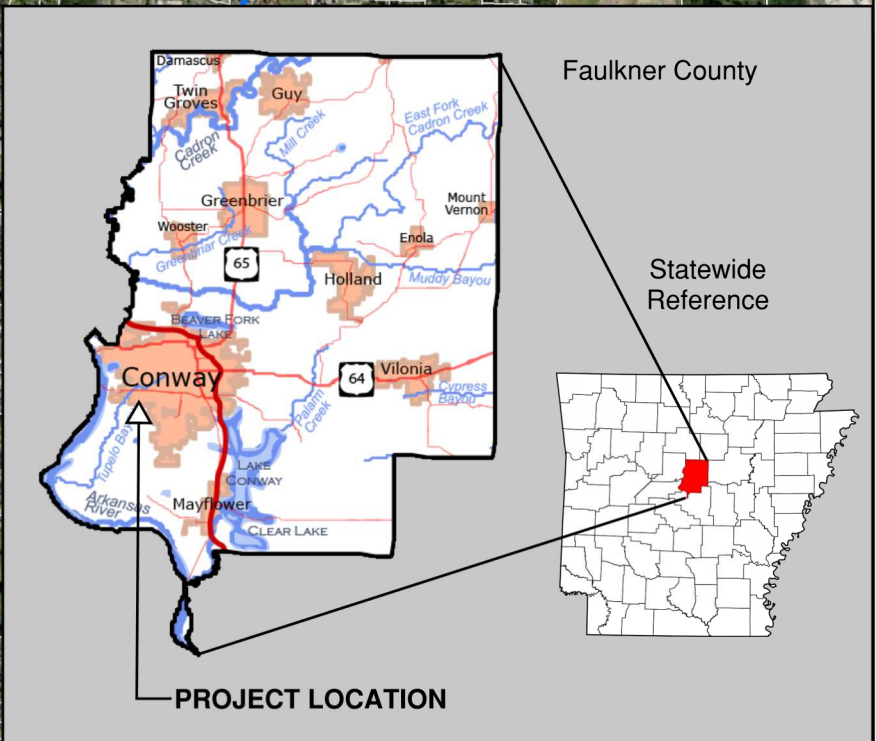 Faulkner County
Damascus
Twin
Groves
Guy
East Fork
Cadron Creek
Mill Creek
Cadron
Creek
Greenbrier
Mount
Vernon
Wooster
Enola
Greenbriar Creek
65
Holland
Muddy Bayou
Statewide
Reference
BEAVER FORK
LAKE
Conway
64
Vilonia
Cypress
Bayou
Palarm
Creek
Tupelo Bay
LAKE
CONWAY
Arkansas
River
Mayflower
CLEAR LAKE
PROJECT LOCATION